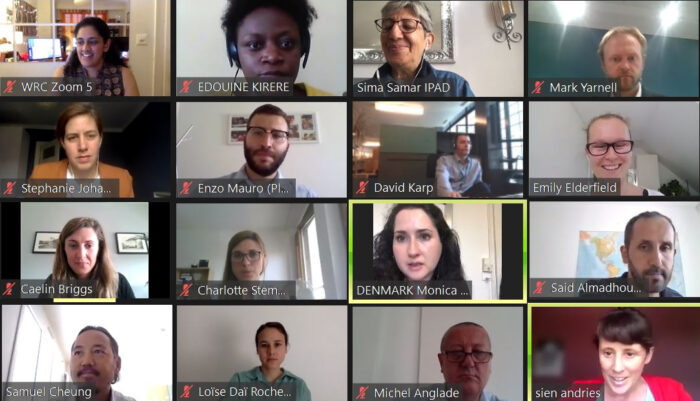 WRC Zoom 5
EDOUINE KIRERE
Sima Samar IPAD
Mark Yarnell
Stephanie Joha...
Enzo Mauro (Pl...
David Karp
Emily Elderfield
Caelin Briggs
Charlotte Stem...
DENMARK Monica ...
Said Almadhou...
Samuel Cheung
Loïse Daï Roche...
Michel Anglade
sien andries